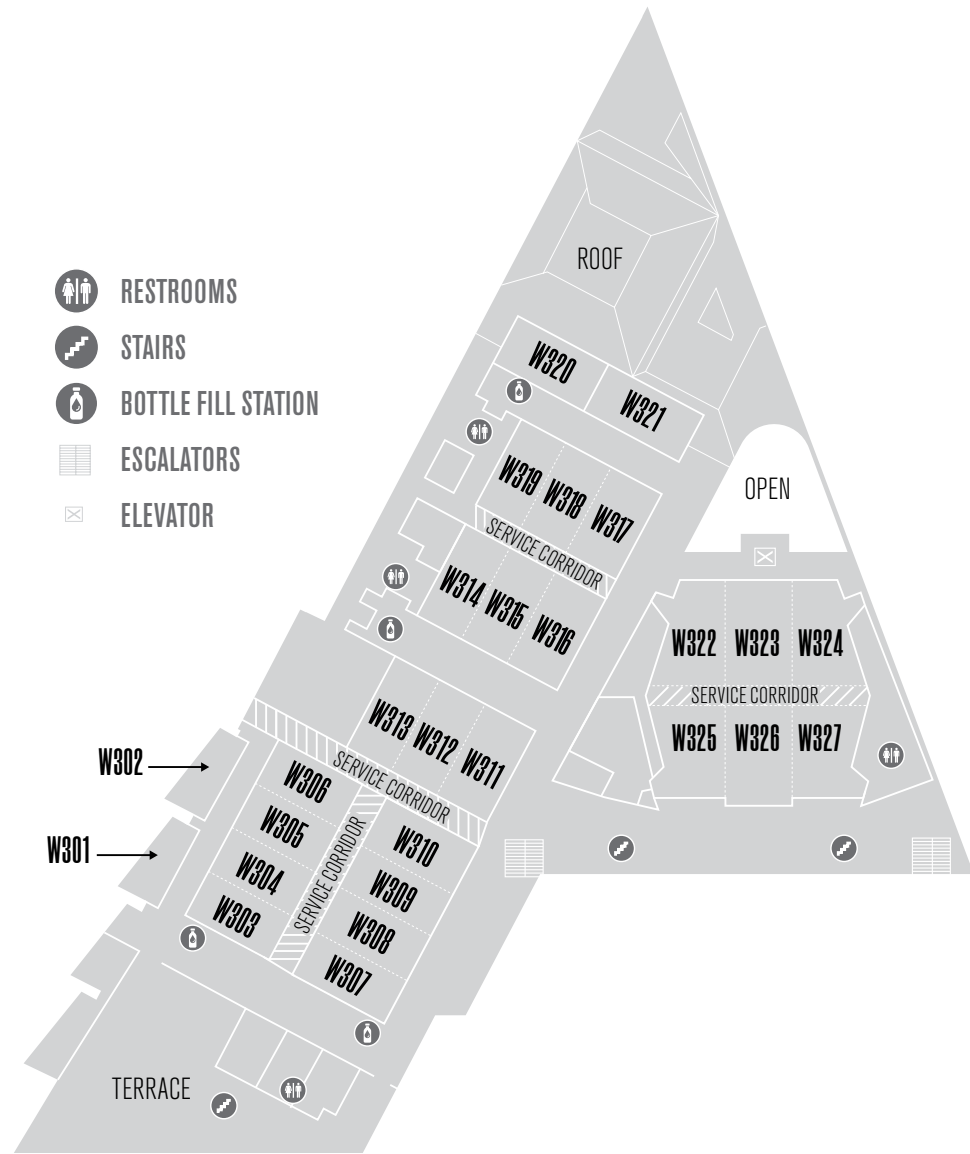 ROOF
RESTROOMS
STAIRS
BOTTLE FILL STATION
ESCALATORS
ELEVATOR
W320
W321
W319 W318 W317
SERVICE CORRIDOR
W314 W315 W316
OPEN
W322 W323 W324
SERVICE CORRIDOR
W325 W326 W327
W313 W312 W311
SERVICE CORRIDOR
W302
W301
W306
W305
W304
W303
SERVICE CORRIDOR
W310
W309
W308
W307
TERRACE